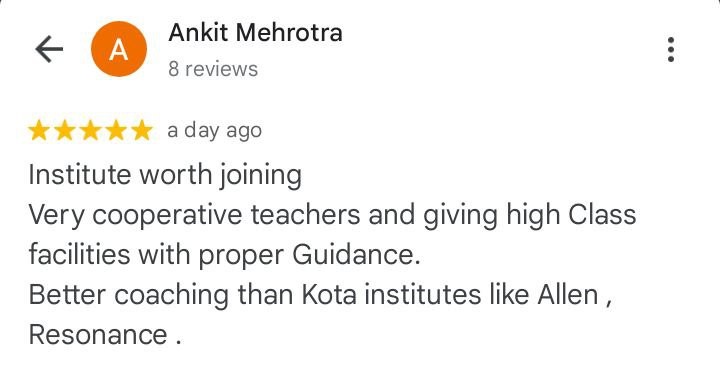 Ankit Mehrotra
A
8 reviews
a day ago
Institute worth joining
Very cooperative teachers and giving high Class
facilities with proper Guidance.
Better coaching than Kota institutes like Allen ,
Resonance .